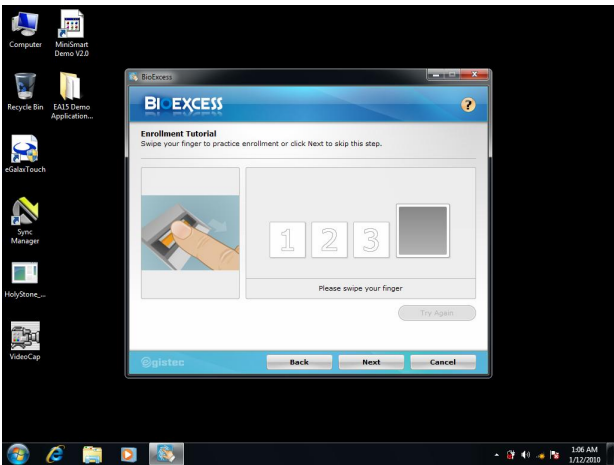 Computer
MiniSmart
Demo V2.0
Recycle Bin
EA15 Demo
Application...
eGalaxTouch
Sync
Manager
HolyStone_...
VideoCap
BioExcess
BIOEXCESS
?
Enrollment Tutorial
Swipe your finger to practice enrollment or click Next to skip this step.
1 2 3
Please swipe your finger
Try Again
Egistec
Back Next Cancel
1:06 AM
1/12/2010